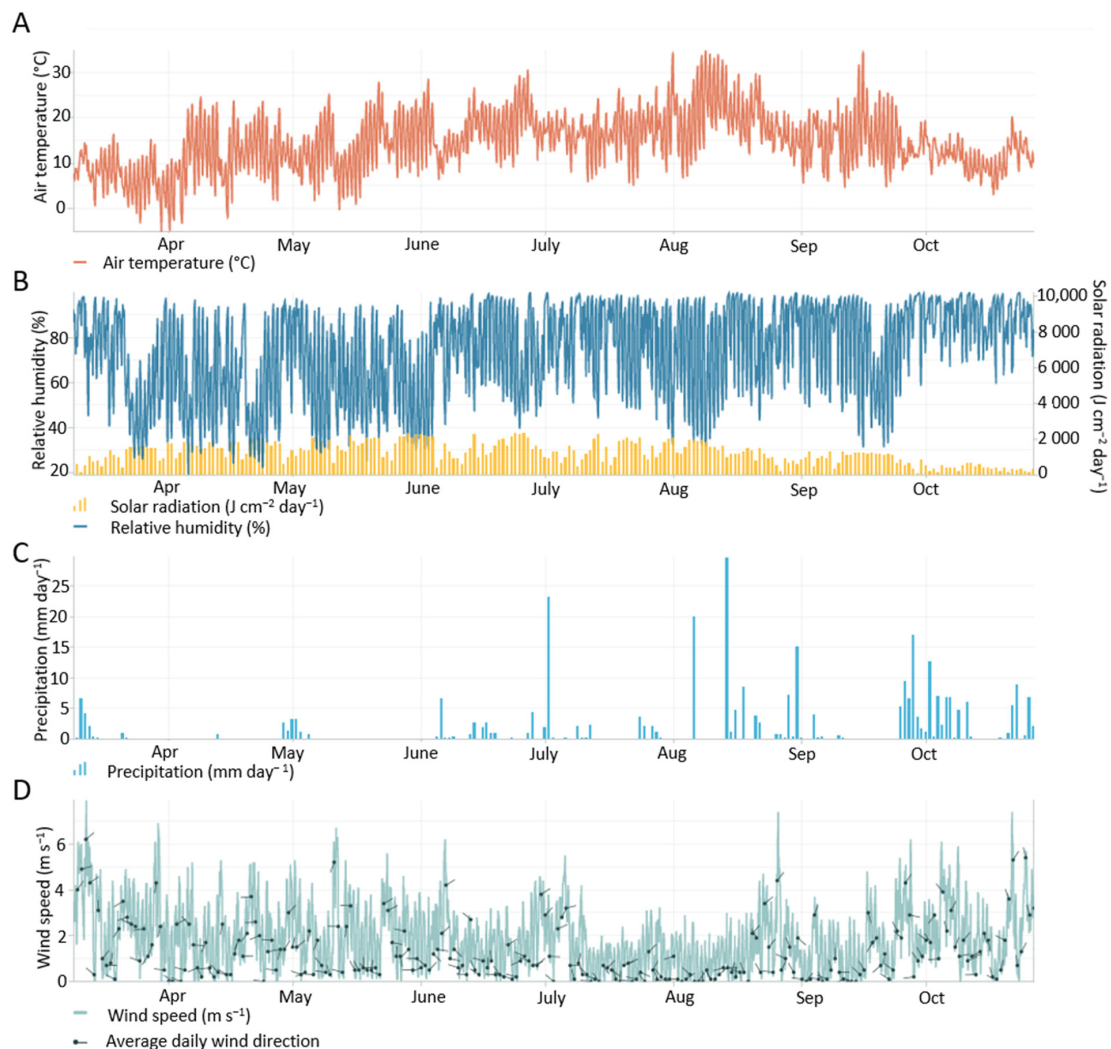 A
Air temperature (°C)
30
20
10
0
Apr May June July Aug Sep Oct
Air temperature (°C)
B
Relative humidity (%)
80
60
40
20
Solar radiation (J cm⁻² day⁻¹)
10,000
8 000
6 000
4 000
2 000
0
Apr May June July Aug Sep Oct
Solar radiation (J cm⁻² day⁻¹)
Relative humidity (%)
C
Precipitation (mm day⁻¹)
25
20
15
10
5
0
Apr May June July Aug Sep Oct
Precipitation (mm day⁻¹)
D
Wind speed (m s⁻¹)
6
4
2
0
Apr May June July Aug Sep Oct
Wind speed (m s⁻¹)
Average daily wind direction